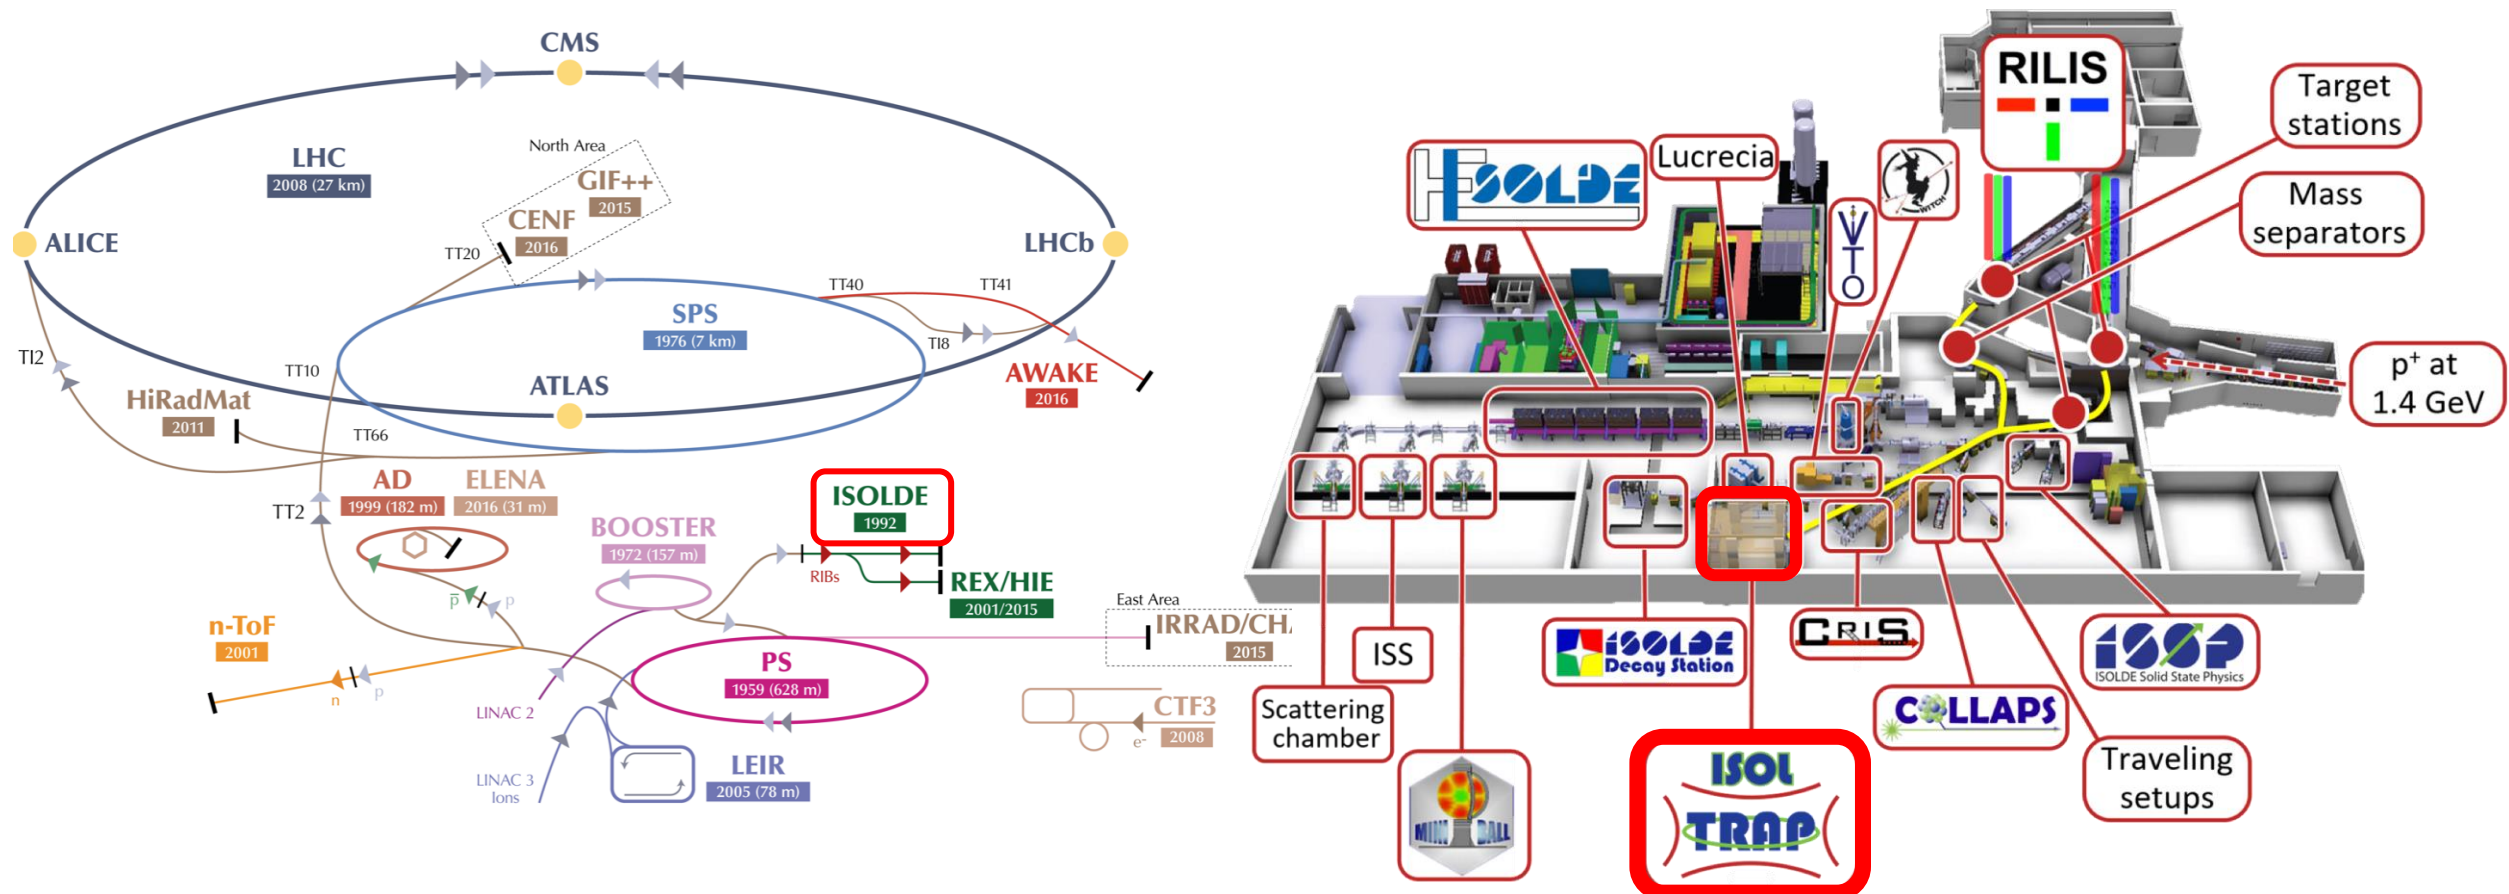 CMS
North Area
LHC
2008 (27 km)
GIF++
2015
CENF
2016
ALICE
TT20
LHCb
TT40
TT41
SPS
1976 (7 km)
TI8
TI2
TT10
ATLAS
AWAKE
2016
HiRadMat
2011
TT66
AD
1999 (182 m)
ELENA
2016 (31 m)
ISOLDE
1992
TT2
BOOSTER
1972 (157 m)
RIBs
REX/HIE
2001/2015
p̅
p
East Area
n-ToF
2001
IRRAD/CH
2015
PS
1959 (628 m)
n
p
LINAC 2
CTF3
2008
e-
LEIR
2005 (78 m)
LINAC 3
Ions
RILIS
Target
stations
Lucrecia
ISOLDE
WITCH
Mass
separators
VITO
p+ at
1.4 GeV
ISS
ISOLDE
Decay Station
CRIS
ISSP
ISOLDE Solid State Physics
Scattering
chamber
COLLAPS
Traveling
setups
MINI BALL
ISOL
TRAP